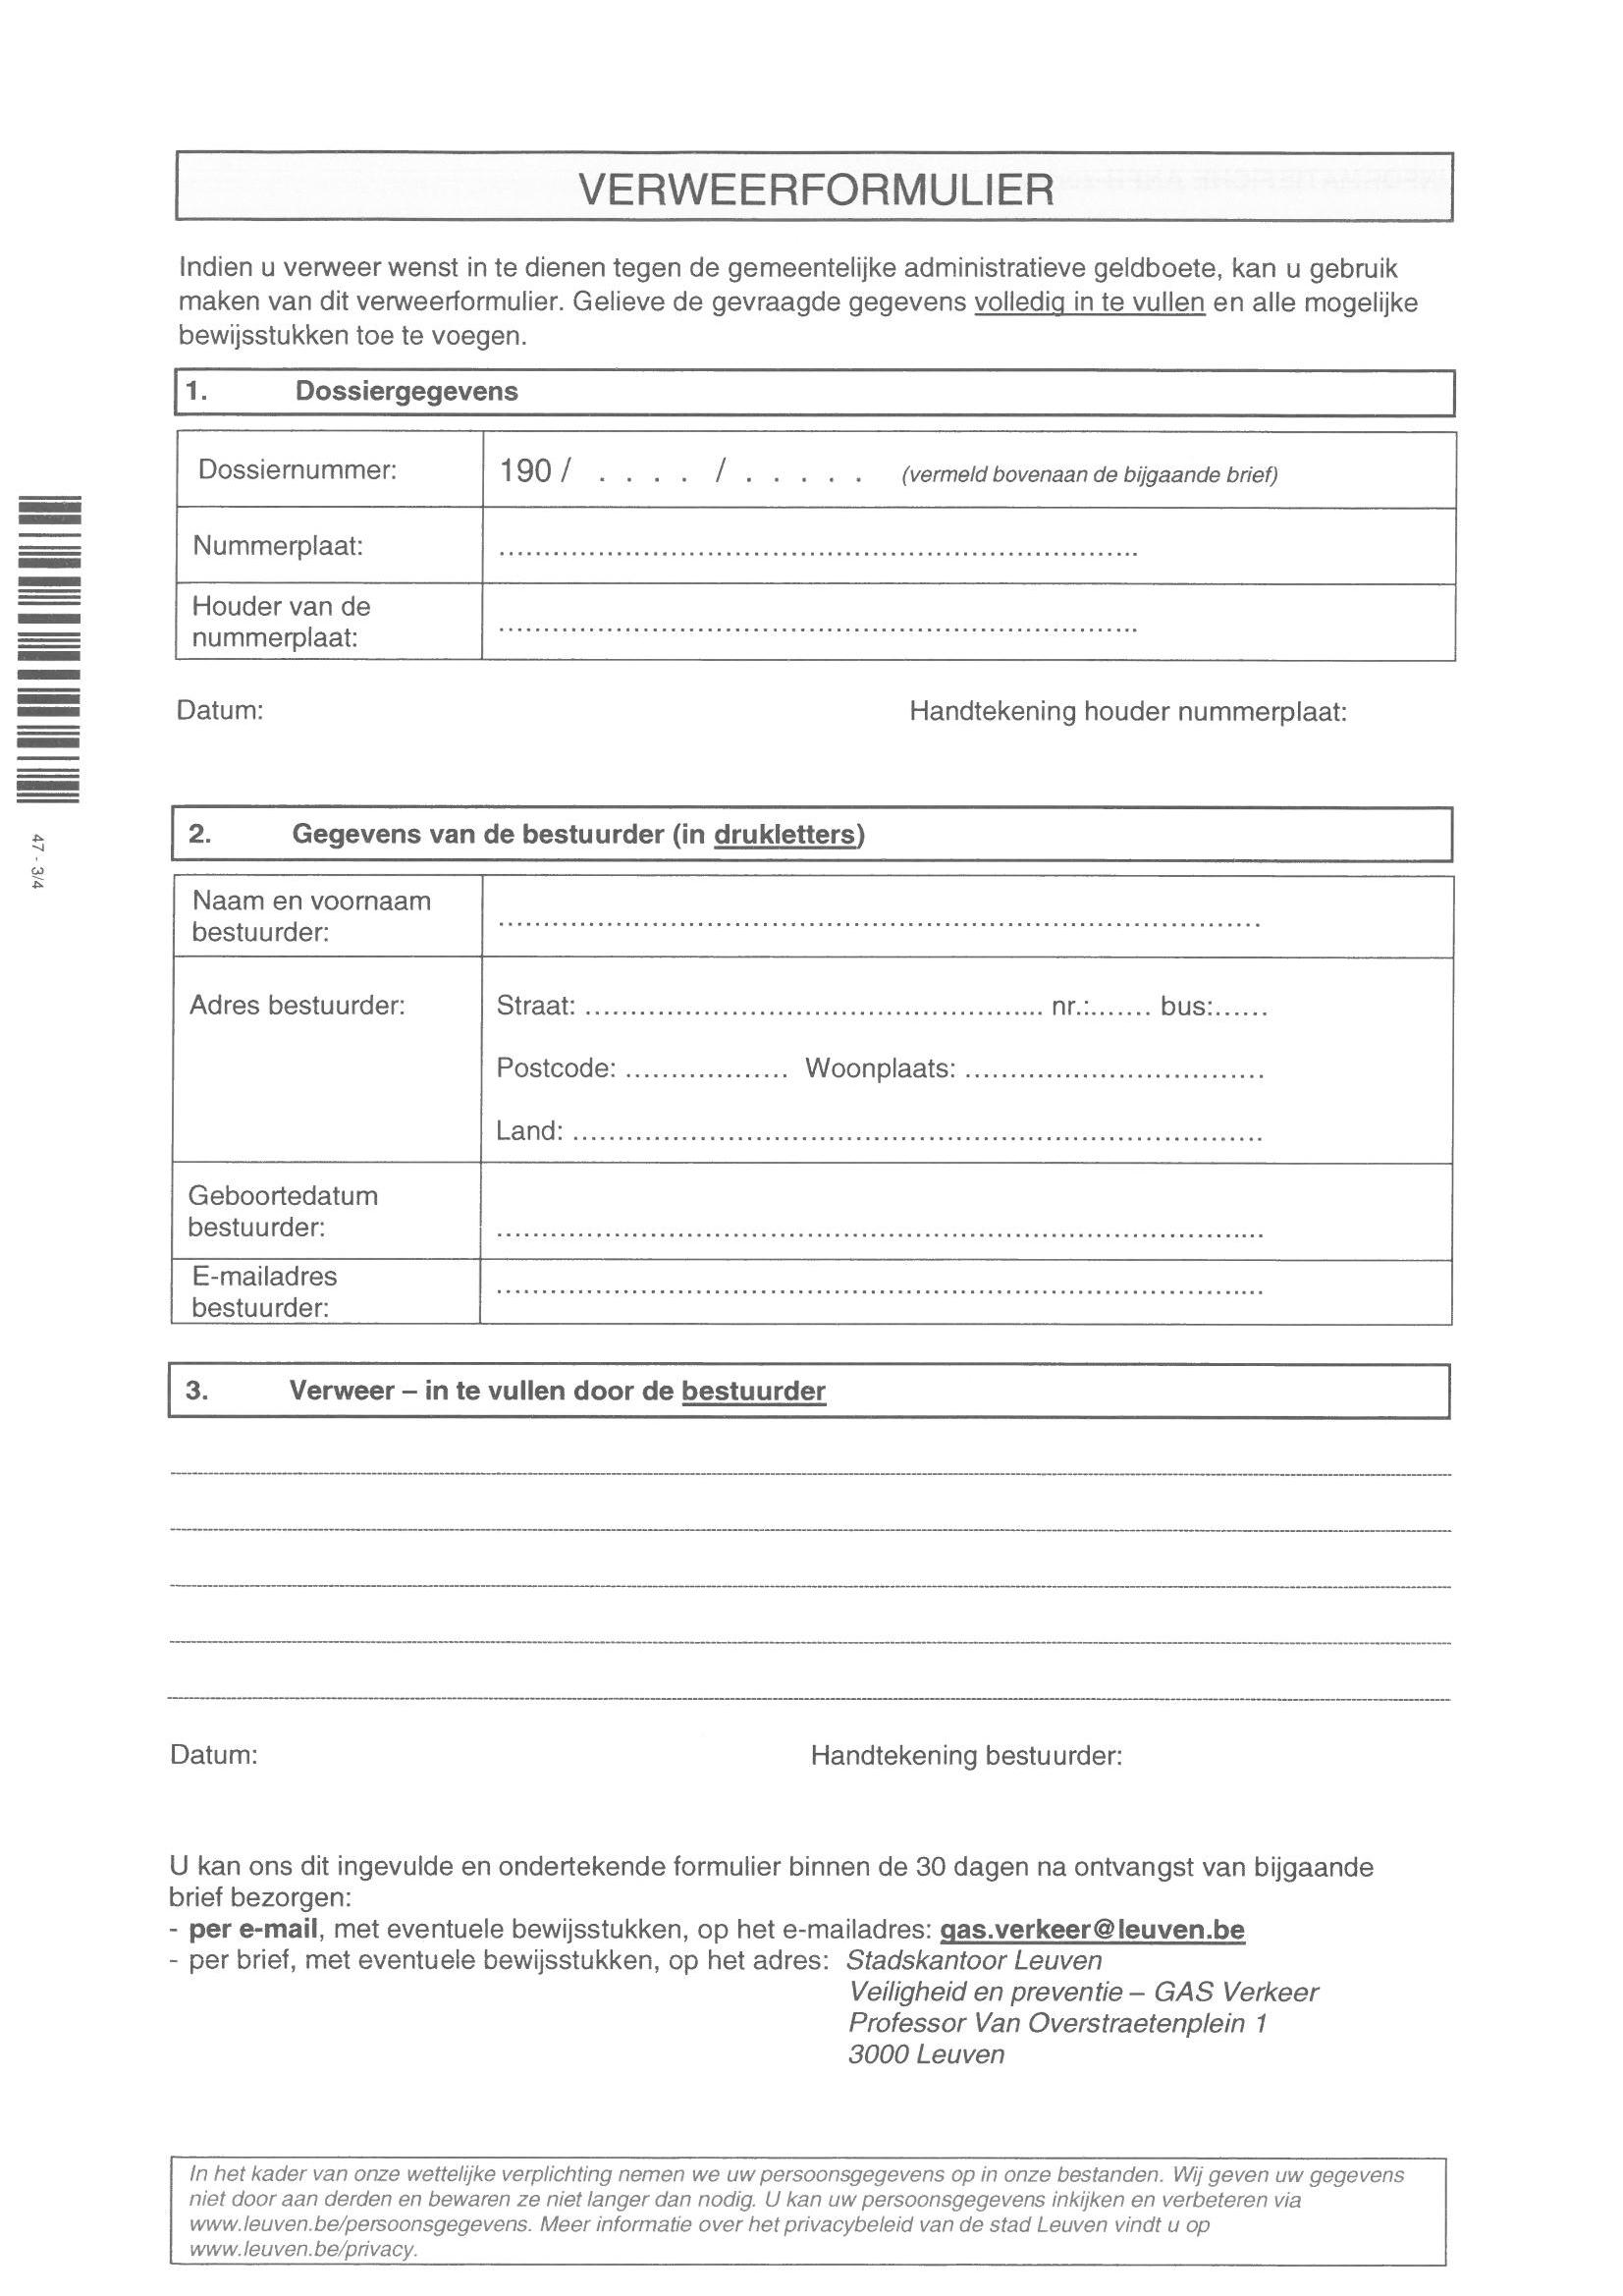 VERWEERFORMULIER
Indien u verweer wenst in te dienen tegen de gemeentelijke administratieve geldboete, kan u gebruik
maken van dit verweerformulier. Gelieve de gevraagde gegevens volledig in te vullen en alle mogelijke
bewijsstukken toe te voegen.
1. Dossiergegevens
Dossiernummer: 190 / . . . . / . . . . . (vermeld bovenaan de bijgaande brief)
Nummerplaat: ......................................................................
Houder van de
nummerplaat: ......................................................................
Datum: Handtekening houder nummerplaat:
47 - 3/4
2. Gegevens van de bestuurder (in drukletters)
Naam en voornaam
bestuurder: ....................................................................................
Adres bestuurder: Straat: .................................................. nr.:....... bus:......
Postcode: .................. Woonplaats: .................................
Land: ............................................................................
Geboortedatum
bestuurder: ....................................................................................
E-mailadres
bestuurder: ....................................................................................
3. Verweer – in te vullen door de bestuurder
Datum: Handtekening bestuurder:
U kan ons dit ingevulde en ondertekende formulier binnen de 30 dagen na ontvangst van bijgaande
brief bezorgen:
- per e-mail, met eventuele bewijsstukken, op het e-mailadres: gas.verkeer@leuven.be
- per brief, met eventuele bewijsstukken, op het adres: Stadskantoor Leuven
Veiligheid en preventie – GAS Verkeer
Professor Van Overstraetenplein 1
3000 Leuven
In het kader van onze wettelijke verplichting nemen we uw persoonsgegevens op in onze bestanden. Wij geven uw gegevens
niet door aan derden en bewaren ze niet langer dan nodig. U kan uw persoonsgegevens inkijken en verbeteren via
www.leuven.be/persoonsgegevens. Meer informatie over het privacybeleid van de stad Leuven vindt u op
www.leuven.be/privacy.